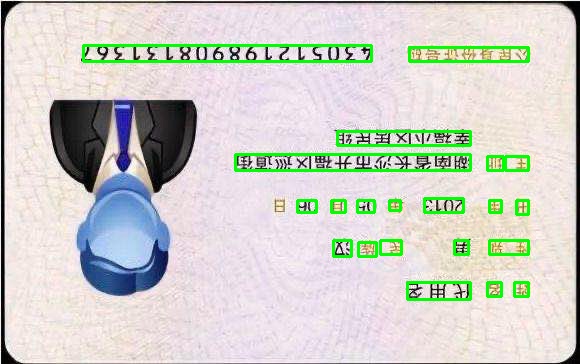 姓名 代用名
性别 男 民族 汉
出生 2013 年 05 月 06 日
住址 湖南省长沙市开福区巡道街
幸福小区居民组
公民身份证号码 430512198908131367